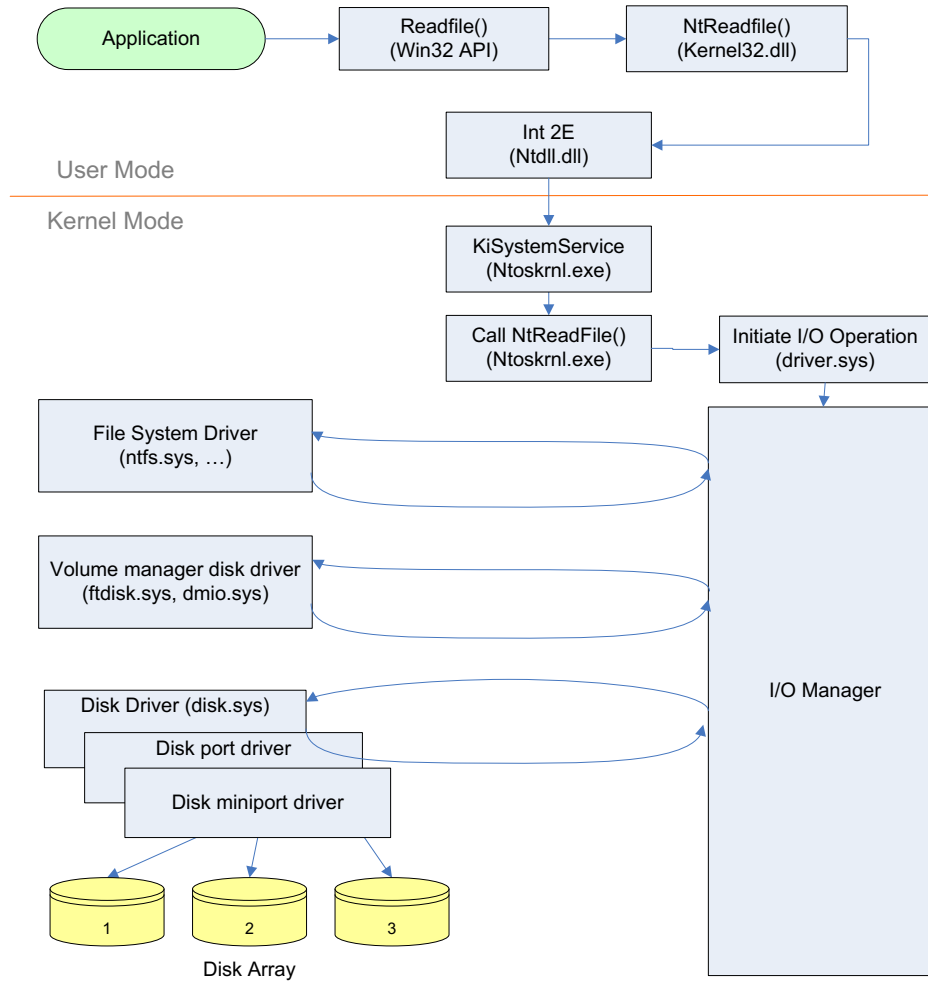 Application
Readfile()
(Win32 API)
NtReadfile()
(Kernel32.dll)
Int 2E
(Ntdll.dll)
User Mode
Kernel Mode
KiSystemService
(Ntoskrnl.exe)
Call NtReadFile()
(Ntoskrnl.exe)
Initiate I/O Operation
(driver.sys)
File System Driver
(ntfs.sys, …)
Volume manager disk driver
(ftdisk.sys, dmio.sys)
I/O Manager
Disk Driver (disk.sys)
Disk port driver
Disk miniport driver
1
2
3
Disk Array